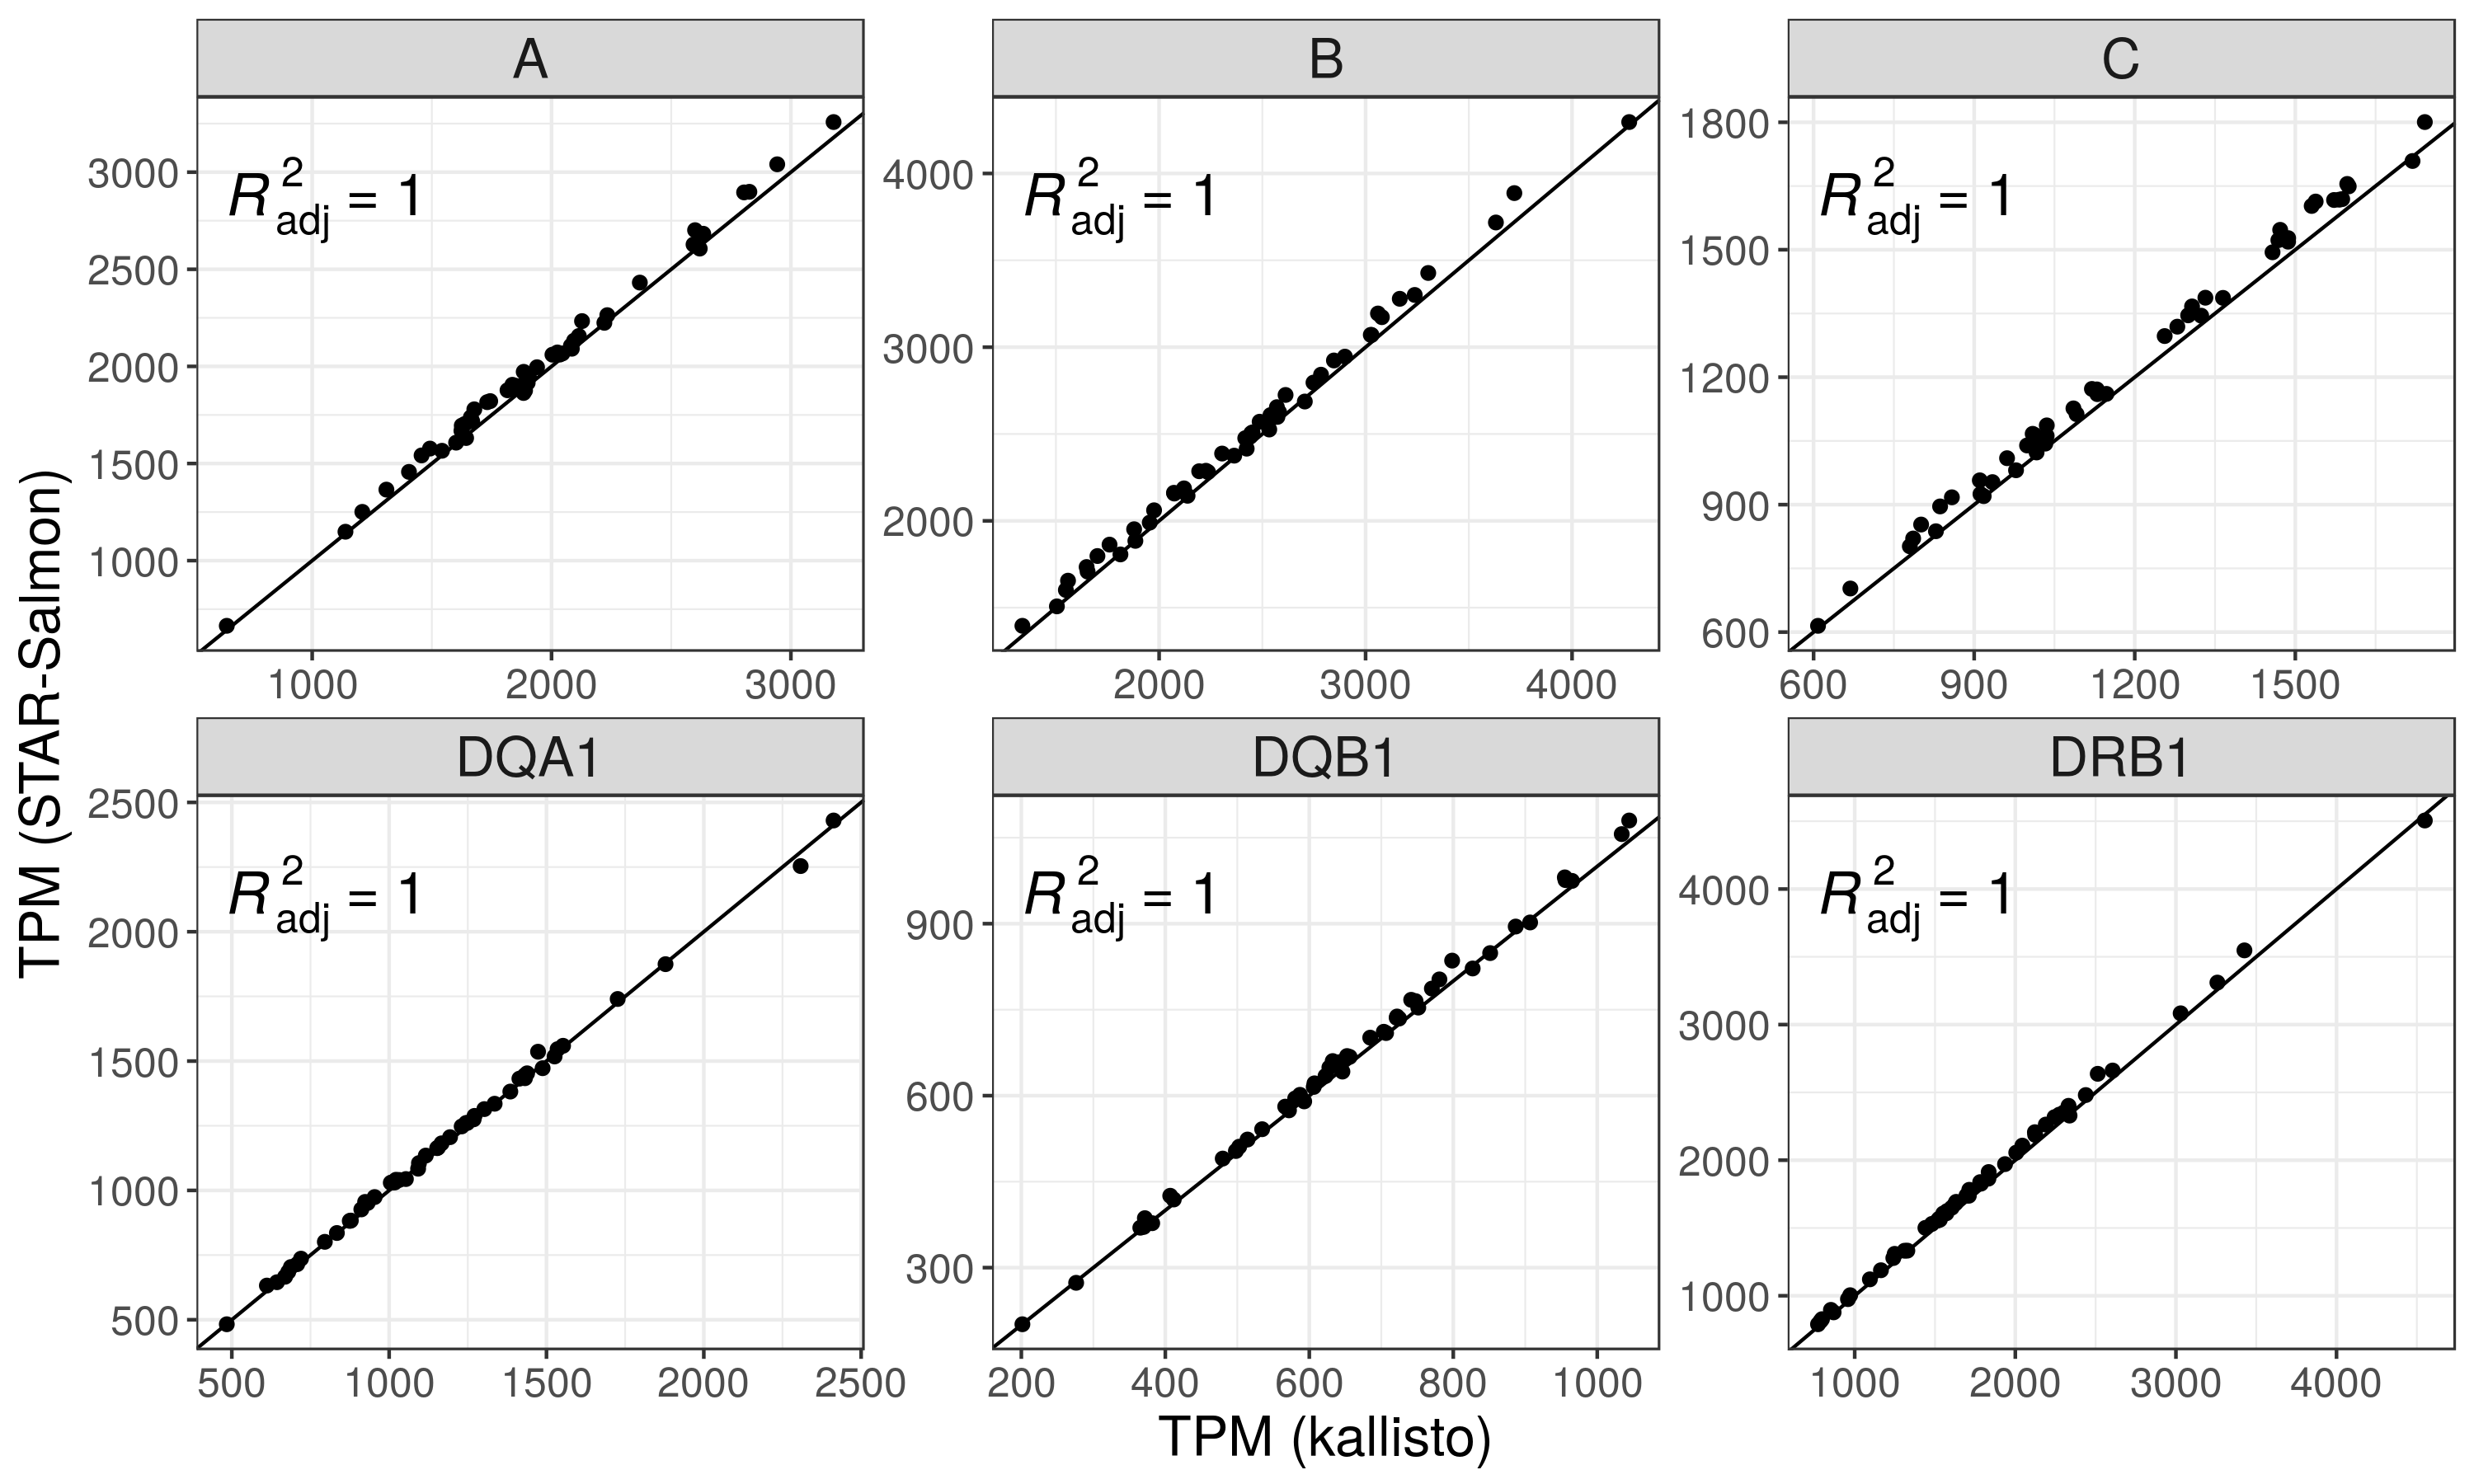 A
B
C
3000
2500
2000
1500
1000
R²adj = 1
1000 2000 3000
4000
3000
2000
R²adj = 1
2000 3000 4000
1800
1500
1200
900
600
R²adj = 1
600 900 1200 1500
TPM (STAR-Salmon)
DQA1
DQB1
DRB1
2500
2000
1500
1000
500
R²adj = 1
500 1000 1500 2000 2500
900
600
300
R²adj = 1
200 400 600 800 1000
4000
3000
2000
1000
R²adj = 1
1000 2000 3000 4000
TPM (kallisto)